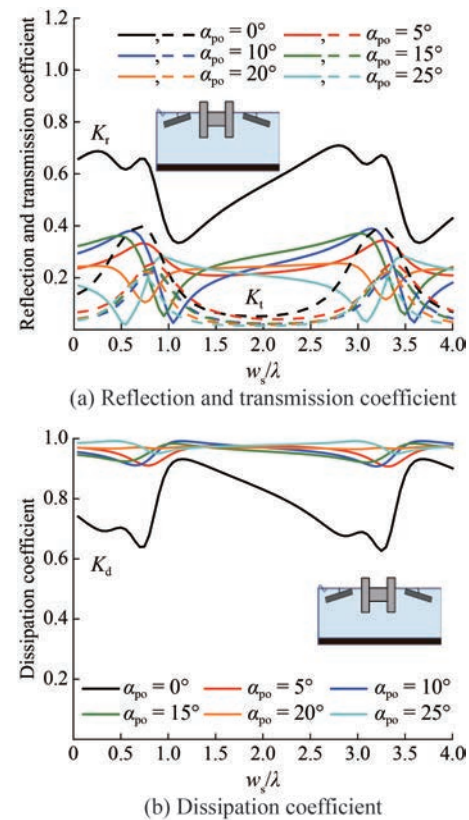 1.2
1.0
0.8
0.6
0.4
0.2
Reflection and transmission coefficient
, α_po = 0° , α_po = 5°
, α_po = 10° , α_po = 15°
, α_po = 20° , α_po = 25°
K_r
K_t
0 0.5 1.0 1.5 2.0 2.5 3.0 3.5 4.0
w_s/λ
(a) Reflection and transmission coefficient
1.0
0.8
0.6
0.4
0.2
Dissipation coefficient
K_d
α_po = 0° α_po = 5° α_po = 10°
α_po = 15° α_po = 20° α_po = 25°
0 0.5 1.0 1.5 2.0 2.5 3.0 3.5 4.0
w_s/λ
(b) Dissipation coefficient